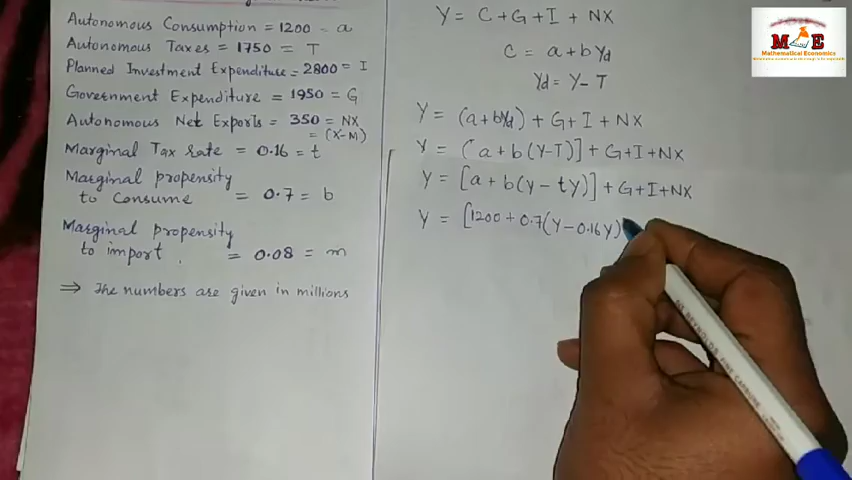 Autonomous Consumption = 1200 = a
Autonomous Taxes = 1750 = T
Planned Investment Expenditure = 2800 = I
Government Expenditure = 1950 = G
Autonomous Net Exports = 350 = NX
= (X-M)
Marginal Tax rate = 0.16 = t
Marginal propensity
to Consume = 0.7 = b
Marginal propensity
to import . = 0.08 = m
⇒ The numbers are given in millions
Y = C + G + I + NX
C = a + b Yd
Yd = Y - T
Y = (a + bYd) + G + I + NX
Y = [a + b (Y-T)] + G + I + NX
Y = [a + b (Y - tY)] + G + I + NX
Y = [1200 + 0.7 (Y - 0.16Y)
M E
Mathematical Economics